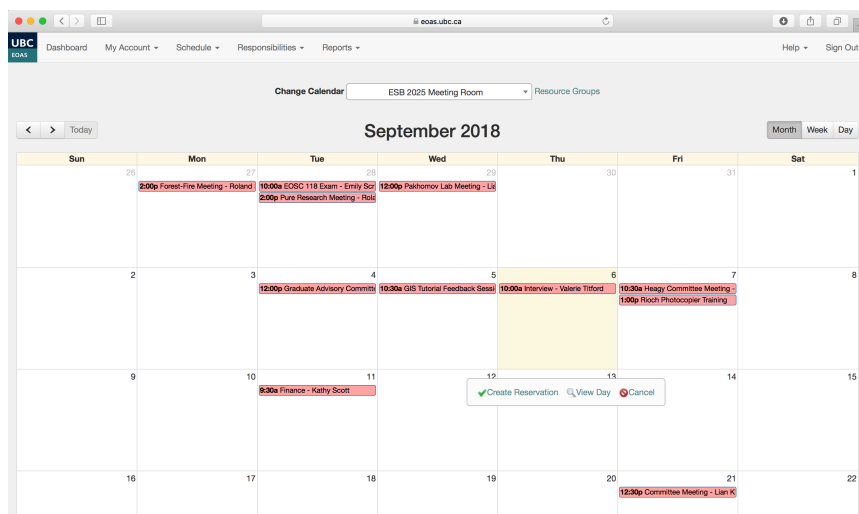 eoas.ubc.ca
UBC
EOAS
Dashboard My Account Schedule Responsibilities Reports Help Sign Out
Change Calendar ESB 2025 Meeting Room Resource Groups
Today
September 2018
Month Week Day
Sun Mon Tue Wed Thu Fri Sat
26 27 28 29 30 31 1
2:00p Forest-Fire Meeting - Roland 10:00a EOSC 118 Exam - Emily Scr 12:00p Pakhomov Lab Meeting - Lia
2:00p Pure Research Meeting - Rola
2 3 4 5 6 7 8
12:00p Graduate Advisory Committe 10:30a GIS Tutorial Feedback Sessi 10:00a Interview - Valerie Titford 10:30a Heagy Committee Meeting -
1:00p Rioch Photocopier Training
9 10 11 12 13 14 15
9:30a Finance - Kathy Scott
Create Reservation View Day Cancel
16 17 18 19 20 21 22
12:30p Committee Meeting - Lian K